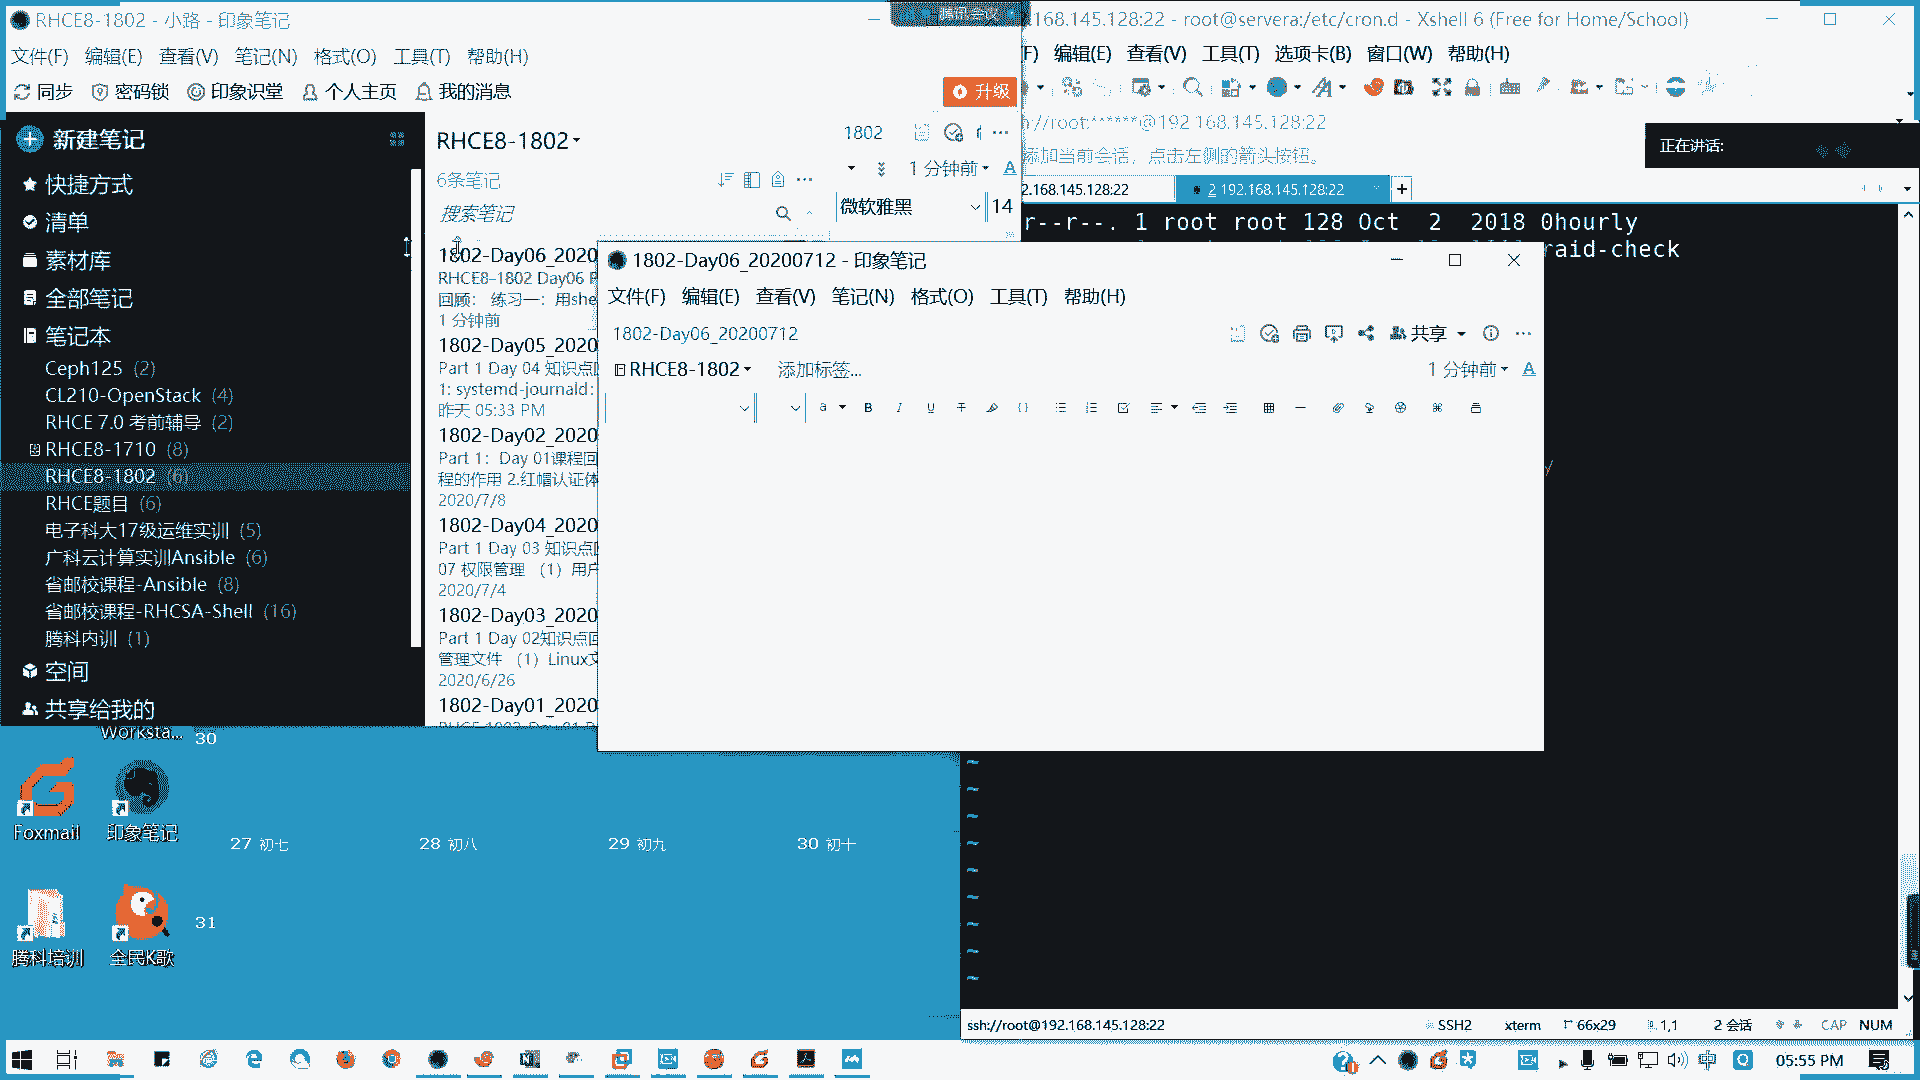 RHCE8-1802 - 小路 - 印象笔记
文件(F) 编辑(E) 查看(V) 笔记(N) 格式(O) 工具(T) 帮助(H)
同步 密码锁 印象识堂 个人主页 我的消息
升级
新建笔记
快捷方式
清单
素材库
全部笔记
笔记本
Ceph125 (2)
CL210-OpenStack (4)
RHCE 7.0 考前辅导 (2)
RHCE8-1710 (8)
RHCE8-1802 (6)
RHCE题目 (6)
电子科大17级运维实训 (5)
广科云计算实训Ansible (6)
省邮校课程-Ansible (8)
省邮校课程-RHCSA-Shell (16)
腾科内训 (1)
空间
共享给我的
RHCE8-1802
6条笔记
搜索笔记
1802
1 分钟前
微软雅黑 14
1802-Day06_2020
RHCE8-1802 Day06 P
回顾： 练习一：用she
1 分钟前
1802-Day05_2020
Part 1 Day 04 知识点
1: systemd-journald:
昨天 05:33 PM
1802-Day02_2020
Part 1：Day 01课程回
程的作用 2.红帽认证体
2020/7/8
1802-Day04_2020
Part 1 Day 03 知识点
07 权限管理 （1）用户
2020/7/4
1802-Day03_2020
Part 1 Day 02知识点回
管理文件 （1）Linux文
2020/6/26
1802-Day01_2020
1802-Day06_20200712 - 印象笔记
文件(F) 编辑(E) 查看(V) 笔记(N) 格式(O) 工具(T) 帮助(H)
1802-Day06_20200712
共享
RHCE8-1802 添加标签...
1 分钟前
168.145.128:22 - root@servera:/etc/cron.d - Xshell 6 (Free for Home/School)
F) 编辑(E) 查看(V) 工具(T) 选项卡(B) 窗口(W) 帮助(H)
//root:******@192.168.145.128:22
添加当前会话，点击左侧的箭头按钮。
正在讲话:
2.168.145.128:22
2 192.168.145.128:22
r--r--. 1 root root 128 Oct 2 2018 0hourly
raid-check
~
~
~
~
~
~
~
~
~
ssh://root@192.168.145.128:22
SSH2 xterm 66x29 1,1 2 会话 CAP NUM
Worksta...
30
Foxmail
印象笔记
27 初七
28 初八
29 初九
30 初十
31
腾科培训
全民K歌
中
05:55 PM